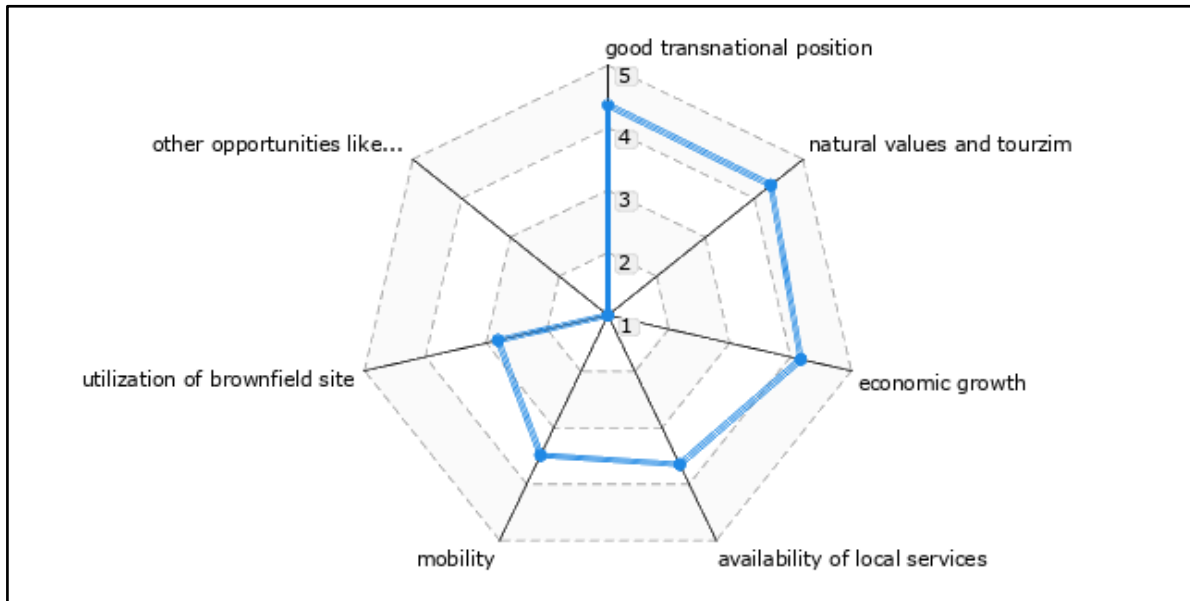 good transnational position
5
other opportunities like...
4
natural values and tourzim
3
2
1
utilization of brownfield site
economic growth
mobility
availability of local services